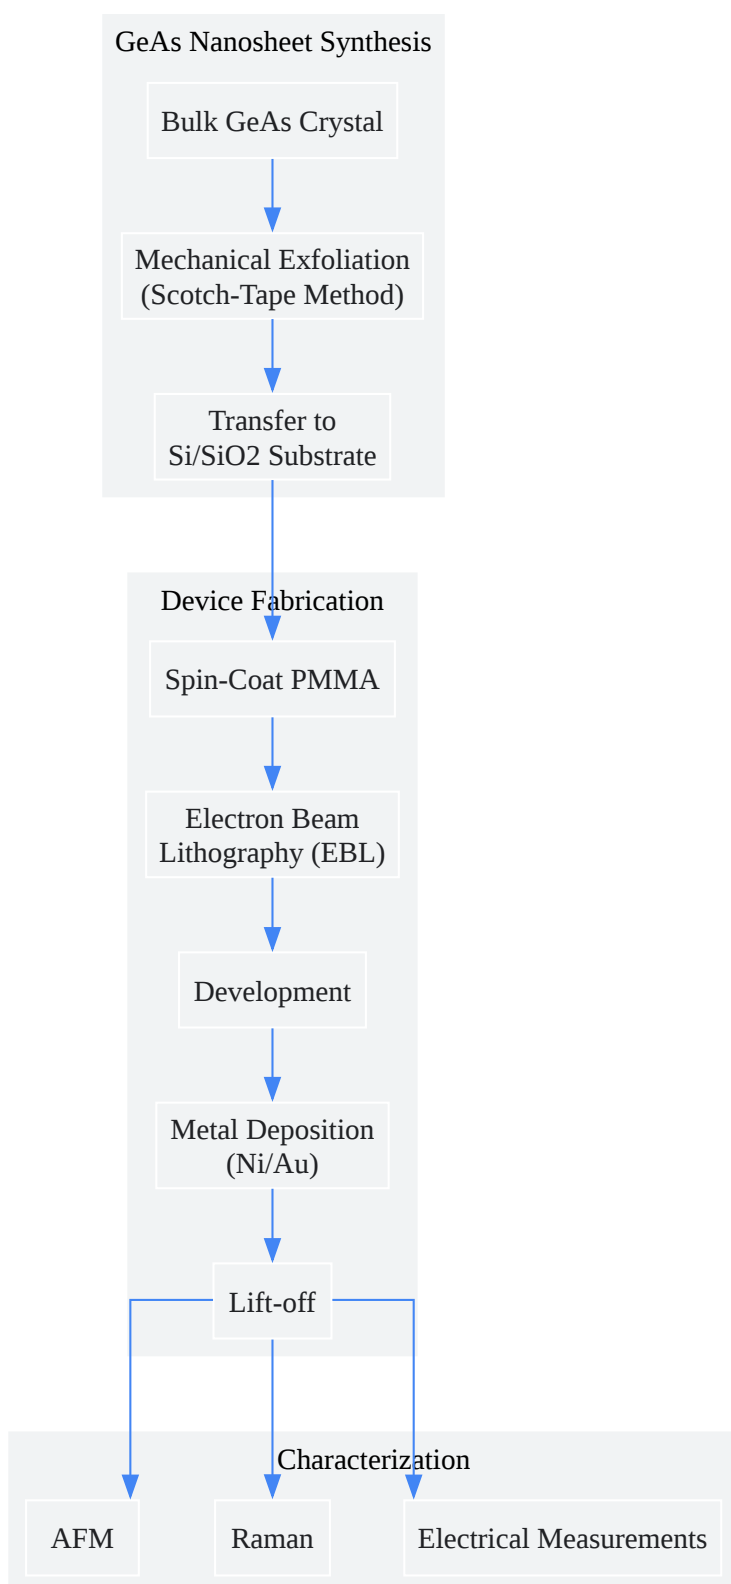 GeAs Nanosheet Synthesis
Bulk GeAs Crystal
Mechanical Exfoliation
(Scotch-Tape Method)
Transfer to
Si/SiO2 Substrate
Device Fabrication
Spin-Coat PMMA
Electron Beam
Lithography (EBL)
Development
Metal Deposition
(Ni/Au)
Lift-off
Characterization
AFM
Raman
Electrical Measurements